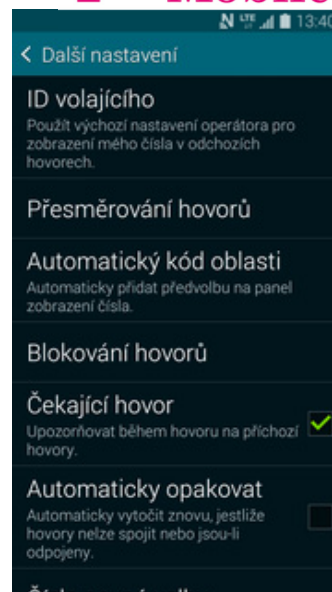 LTE 13:40
Další nastavení
ID volajícího
Použít výchozí nastavení operátora pro
zobrazení mého čísla v odchozích
hovorech.
Přesměrování hovorů
Automatický kód oblasti
Automaticky přidat předvolbu na panel
zobrazení čísla.
Blokování hovorů
Čekající hovor
Upozorňovat během hovoru na příchozí
hovory.
Automaticky opakovat
Automaticky vytočit znovu, jestliže
hovory nelze spojit nebo jsou-li
odpojeny.